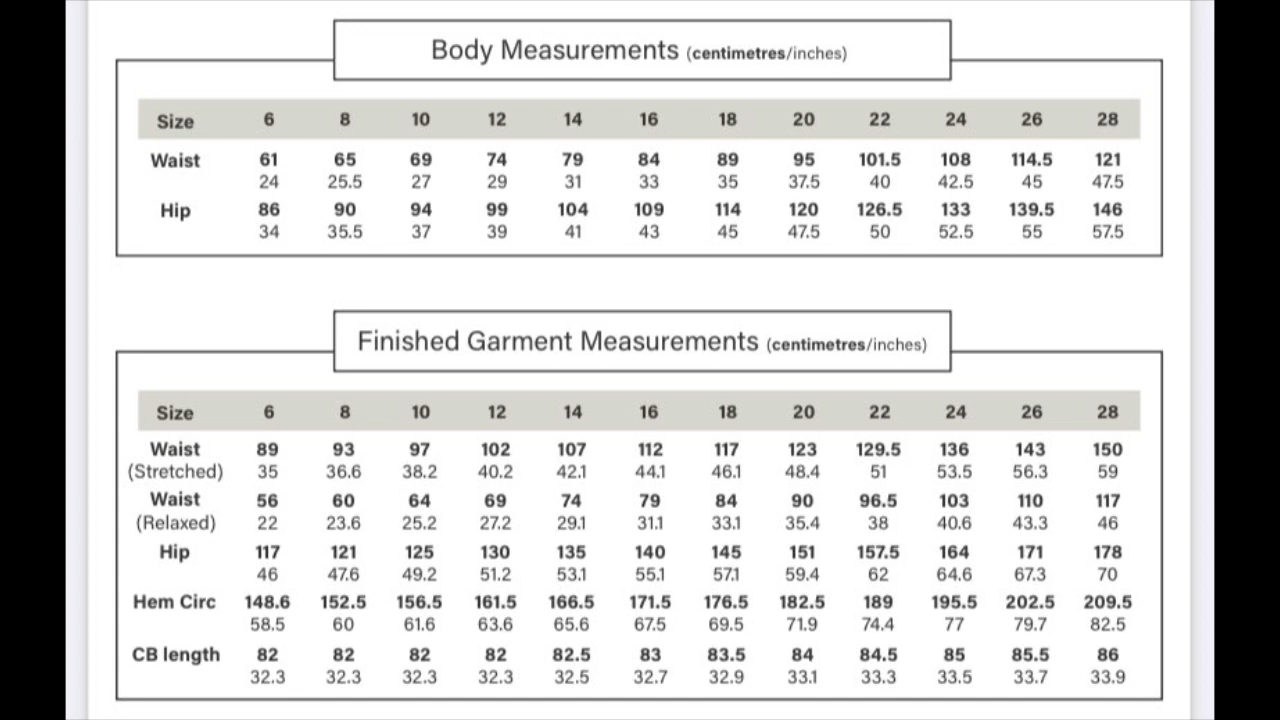 Body Measurements (centimetres/inches)
Size 6 8 10 12 14 16 18 20 22 24 26 28
Waist 61 65 69 74 79 84 89 95 101.5 108 114.5 121
24 25.5 27 29 31 33 35 37.5 40 42.5 45 47.5
Hip 86 90 94 99 104 109 114 120 126.5 133 139.5 146
34 35.5 37 39 41 43 45 47.5 50 52.5 55 57.5
Finished Garment Measurements (centimetres/inches)
Size 6 8 10 12 14 16 18 20 22 24 26 28
Waist 89 93 97 102 107 112 117 123 129.5 136 143 150
(Stretched) 35 36.6 38.2 40.2 42.1 44.1 46.1 48.4 51 53.5 56.3 59
Waist 56 60 64 69 74 79 84 90 96.5 103 110 117
(Relaxed) 22 23.6 25.2 27.2 29.1 31.1 33.1 35.4 38 40.6 43.3 46
Hip 117 121 125 130 135 140 145 151 157.5 164 171 178
46 47.6 49.2 51.2 53.1 55.1 57.1 59.4 62 64.6 67.3 70
Hem Circ 148.6 152.5 156.5 161.5 166.5 171.5 176.5 182.5 189 195.5 202.5 209.5
58.5 60 61.6 63.6 65.6 67.5 69.5 71.9 74.4 77 79.7 82.5
CB length 82 82 82 82 82.5 83 83.5 84 84.5 85 85.5 86
32.3 32.3 32.3 32.3 32.5 32.7 32.9 33.1 33.3 33.5 33.7 33.9